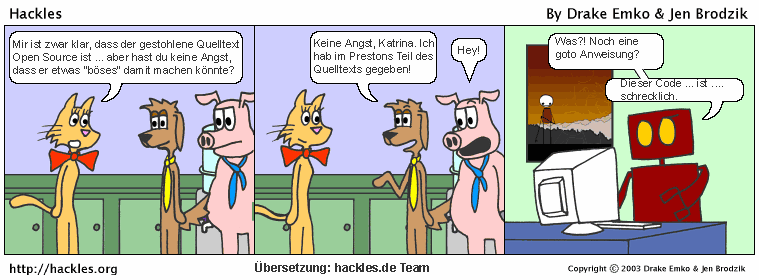 Hackles
By Drake Emko & Jen Brodzik
Mir ist zwar klar, dass der gestohlene Quelltext
Open Source ist ... aber hast du keine Angst,
dass er etwas "böses" damit machen könnte?
Keine Angst, Katrina. Ich
hab im Prestons Teil des
Quelltexts gegeben!
Hey!
Was?! Noch eine
goto Anweisung?
Dieser Code ... ist ....
schrecklich.
http://hackles.org
Übersetzung: hackles.de Team
Copyright © 2003 Drake Emko & Jen Brodzik